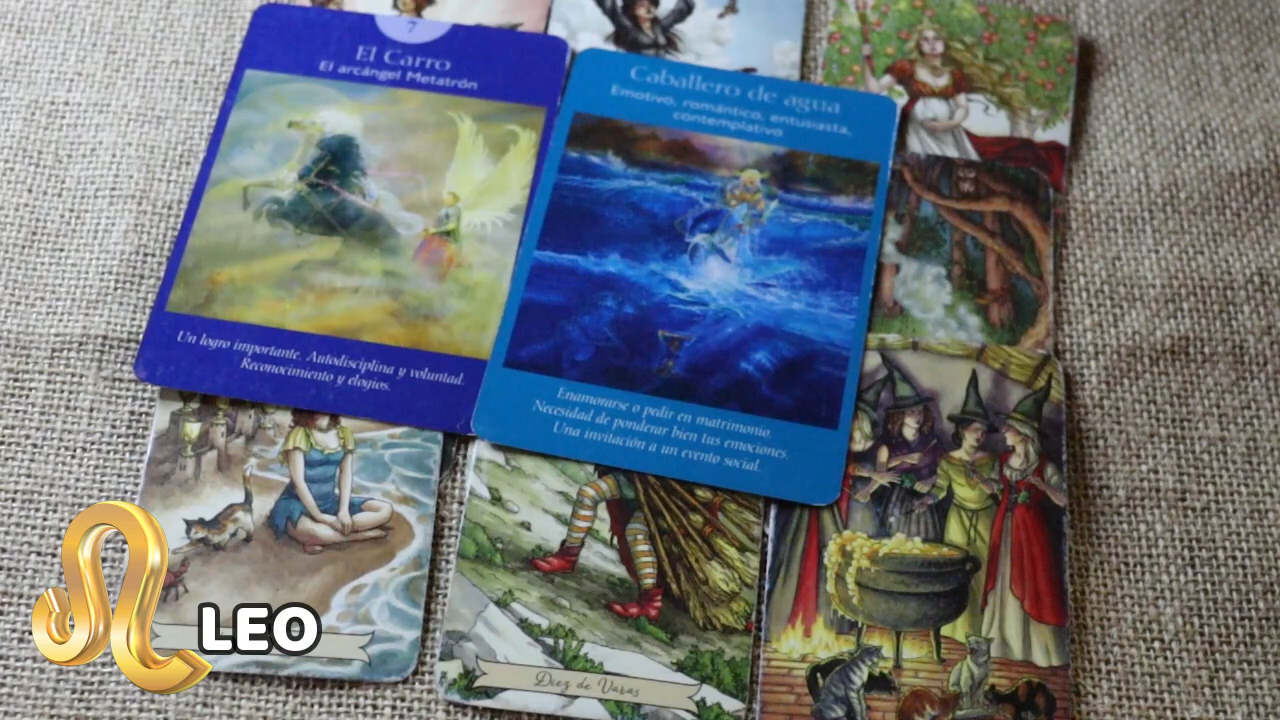 7
El Carro
El arcángel Metatrón
Un logro importante. Autodisciplina y voluntad.
Reconocimiento y elogios.
Caballero de agua
Emotivo, romántico, entusiasta,
contemplativo
Enamorarse o pedir en matrimonio.
Necesidad de ponderar bien tus emociones.
Una invitación a un evento social.
Diez de Varas
LEO